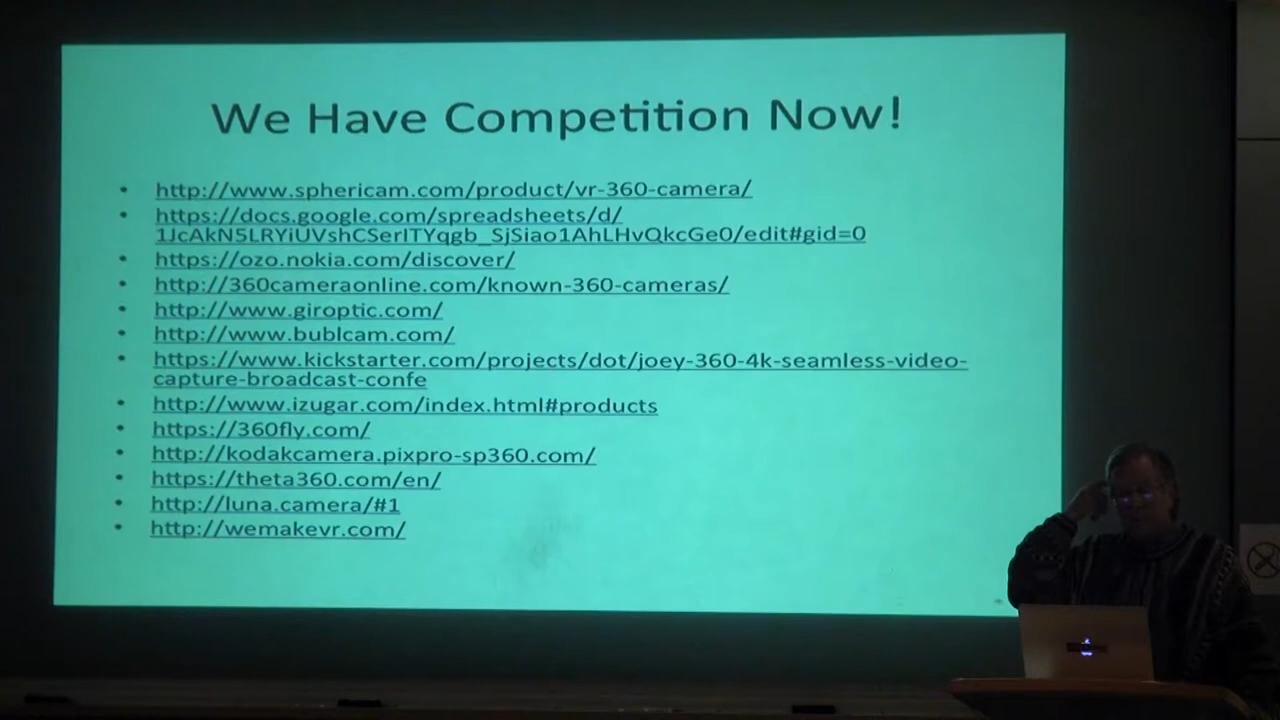 We Have Competition Now!
• http://www.sphericam.com/product/vr-360-camera/
• https://docs.google.com/spreadsheets/d/
1JcAkN5LRYiUVshCSerITYqgb_SjSiao1AhLHvQkcGe0/edit#gid=0
• https://ozo.nokia.com/discover/
• http://360cameraonline.com/known-360-cameras/
• http://www.giroptic.com/
• http://www.bublcam.com/
• https://www.kickstarter.com/projects/dot/joey-360-4k-seamless-video-
capture-broadcast-confe
• http://www.izugar.com/index.html#products
• https://360fly.com/
• http://kodakcamera.pixpro-sp360.com/
• https://theta360.com/en/
• http://luna.camera/#1
• http://wemakevr.com/